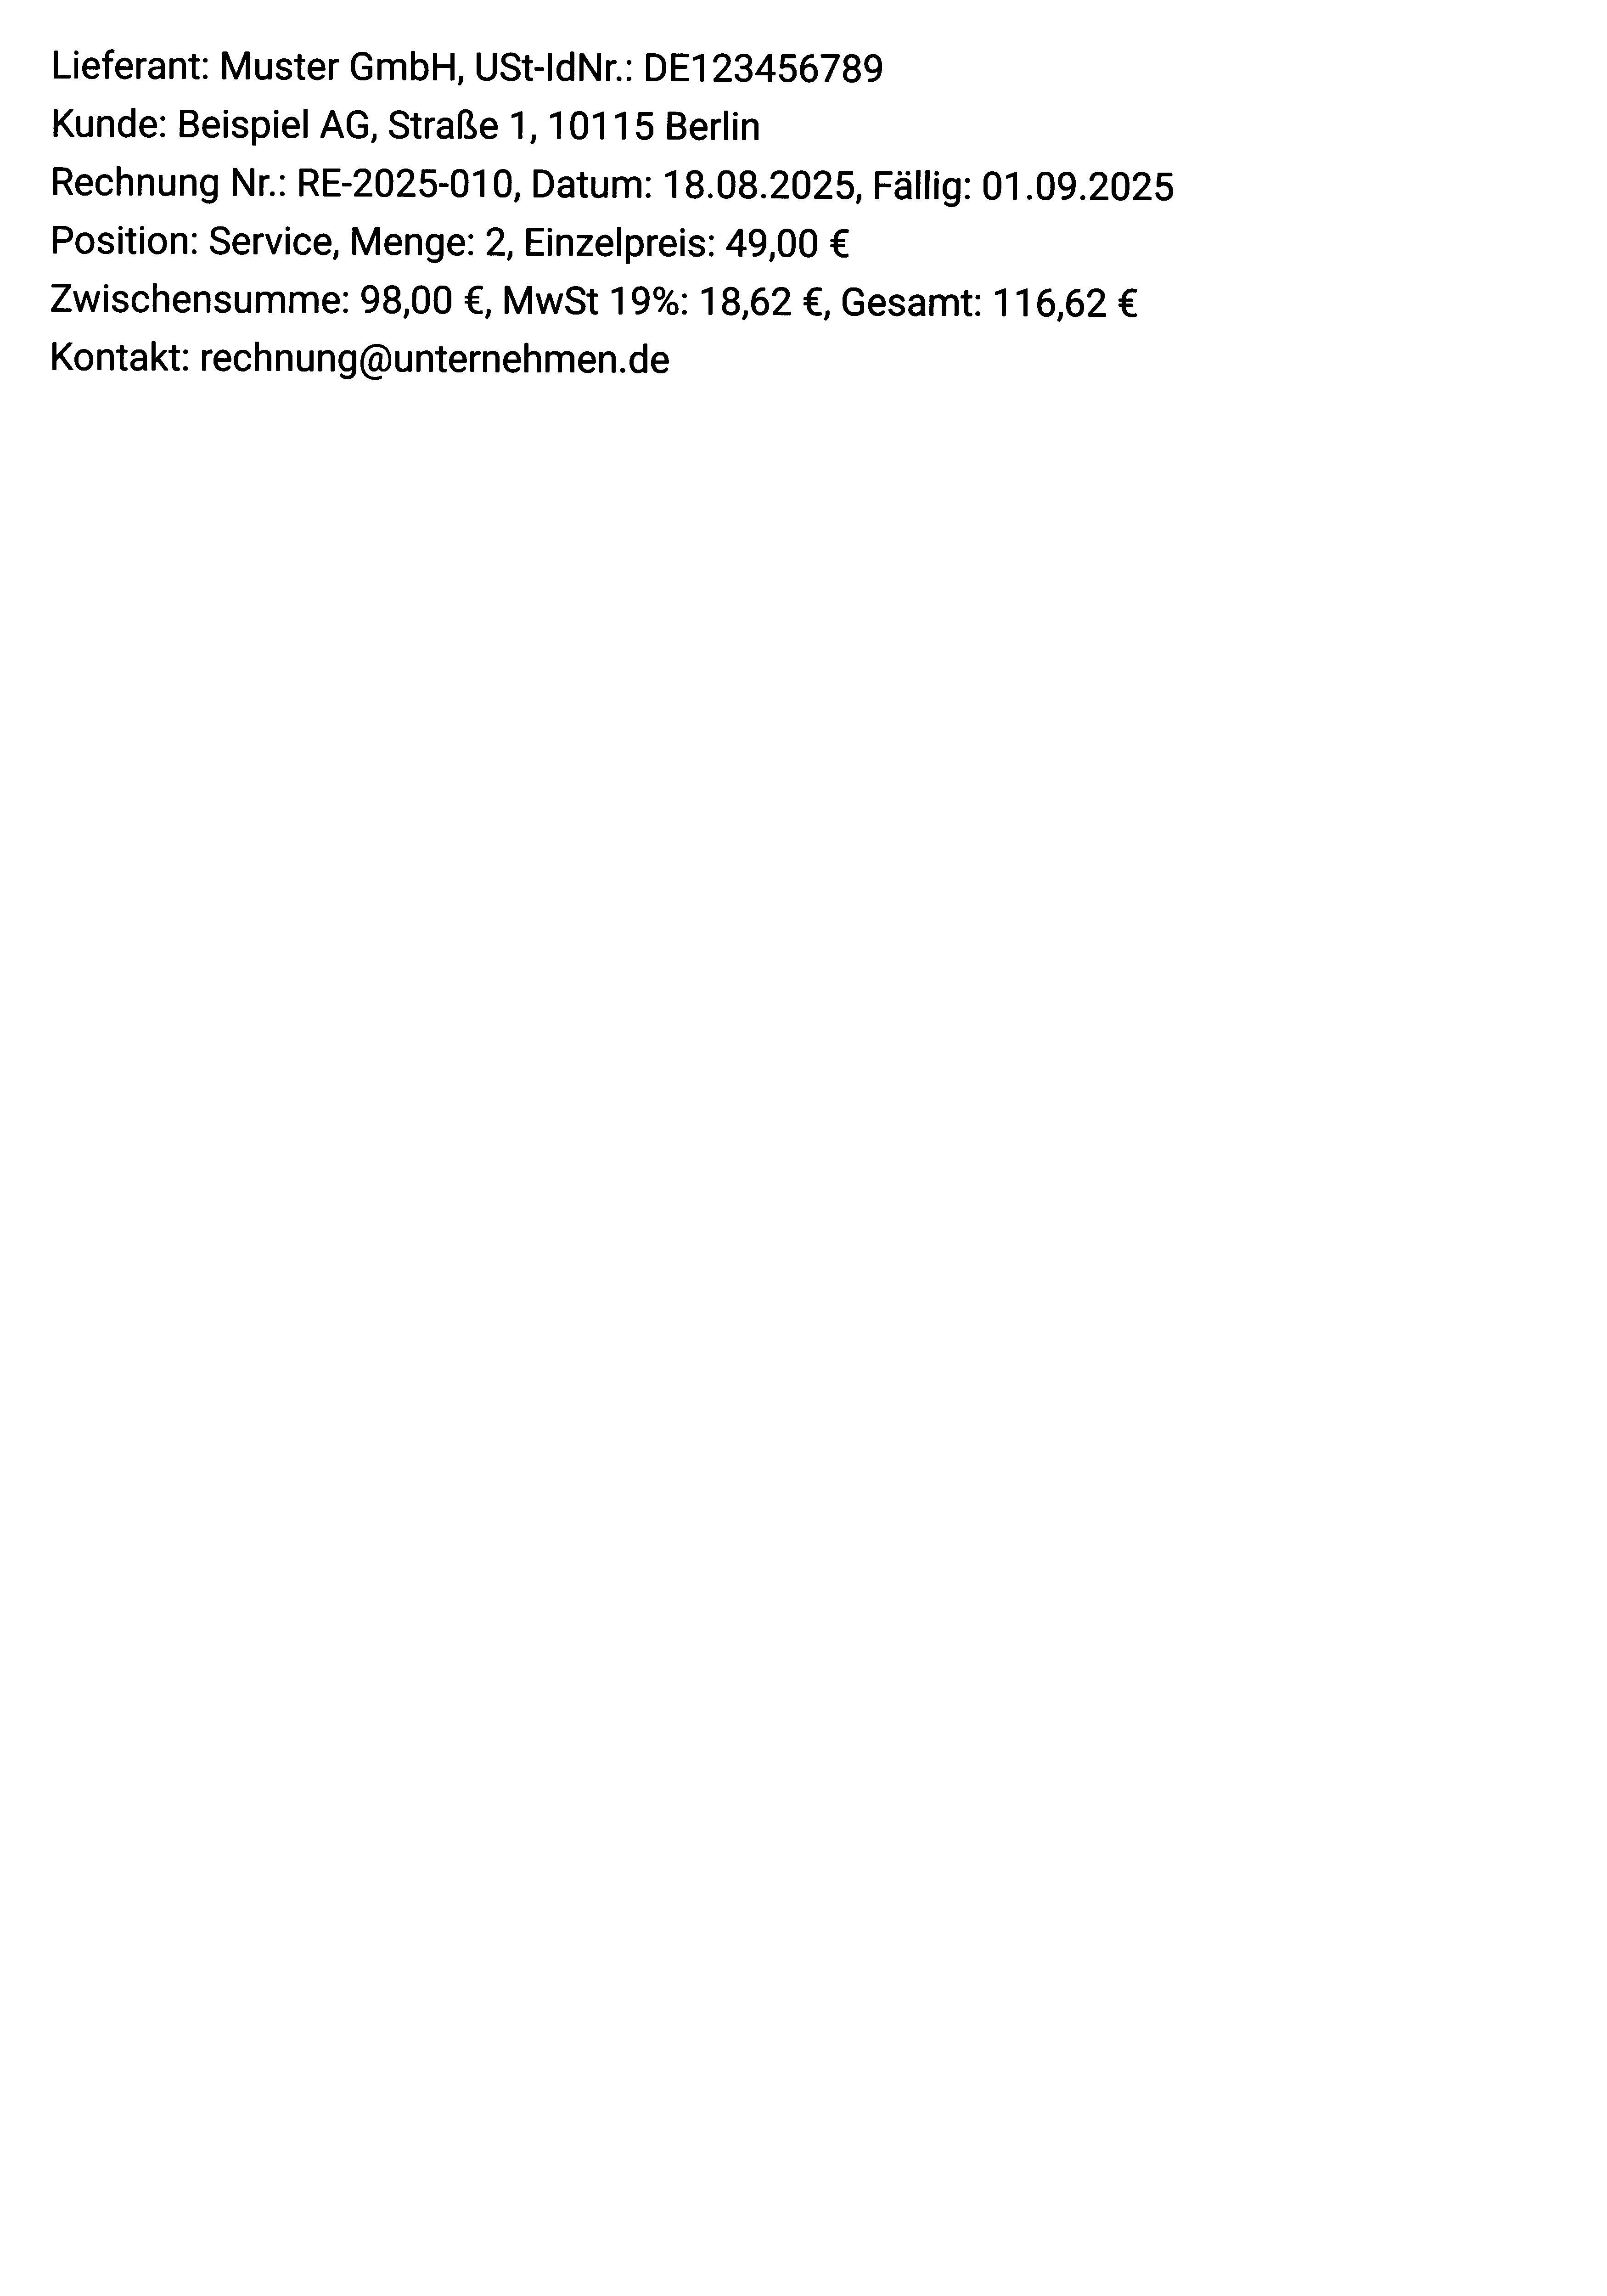 Lieferant: Muster GmbH, USt-IdNr.: DE123456789
Kunde: Beispiel AG, Straße 1, 10115 Berlin
Rechnung Nr.: RE-2025-010, Datum: 18.08.2025, Fällig: 01.09.2025
Position: Service, Menge: 2, Einzelpreis: 49,00 €
Zwischensumme: 98,00 €, MwSt 19%: 18,62 €, Gesamt: 116,62 €
Kontakt: rechnung@unternehmen.de